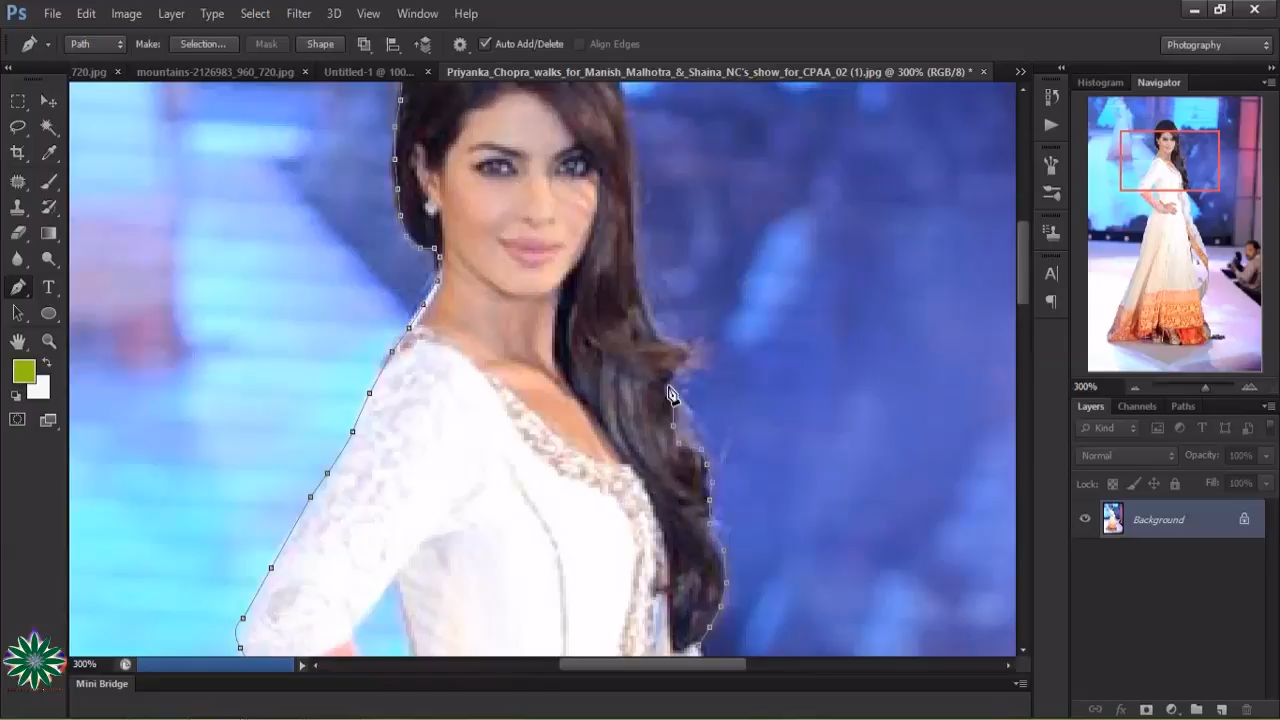 Ps File Edit Image Layer Type Select Filter 3D View Window Help
Path Make: Selection... Mask Shape Auto Add/Delete Align Edges Photography
720.jpg × mountains-2126983_960_720.jpg × Untitled-1 @ 100... × Priyanka_Chopra_walks_for_Manish_Malhotra_&_Shaina_NC's_show_for_CPAA_02 (1).jpg @ 300% (RGB/8) * ×
Histogram Navigator
300%
Layers Channels Paths
Kind
Normal Opacity: 100%
Lock: Fill: 100%
Background
300%
Mini Bridge